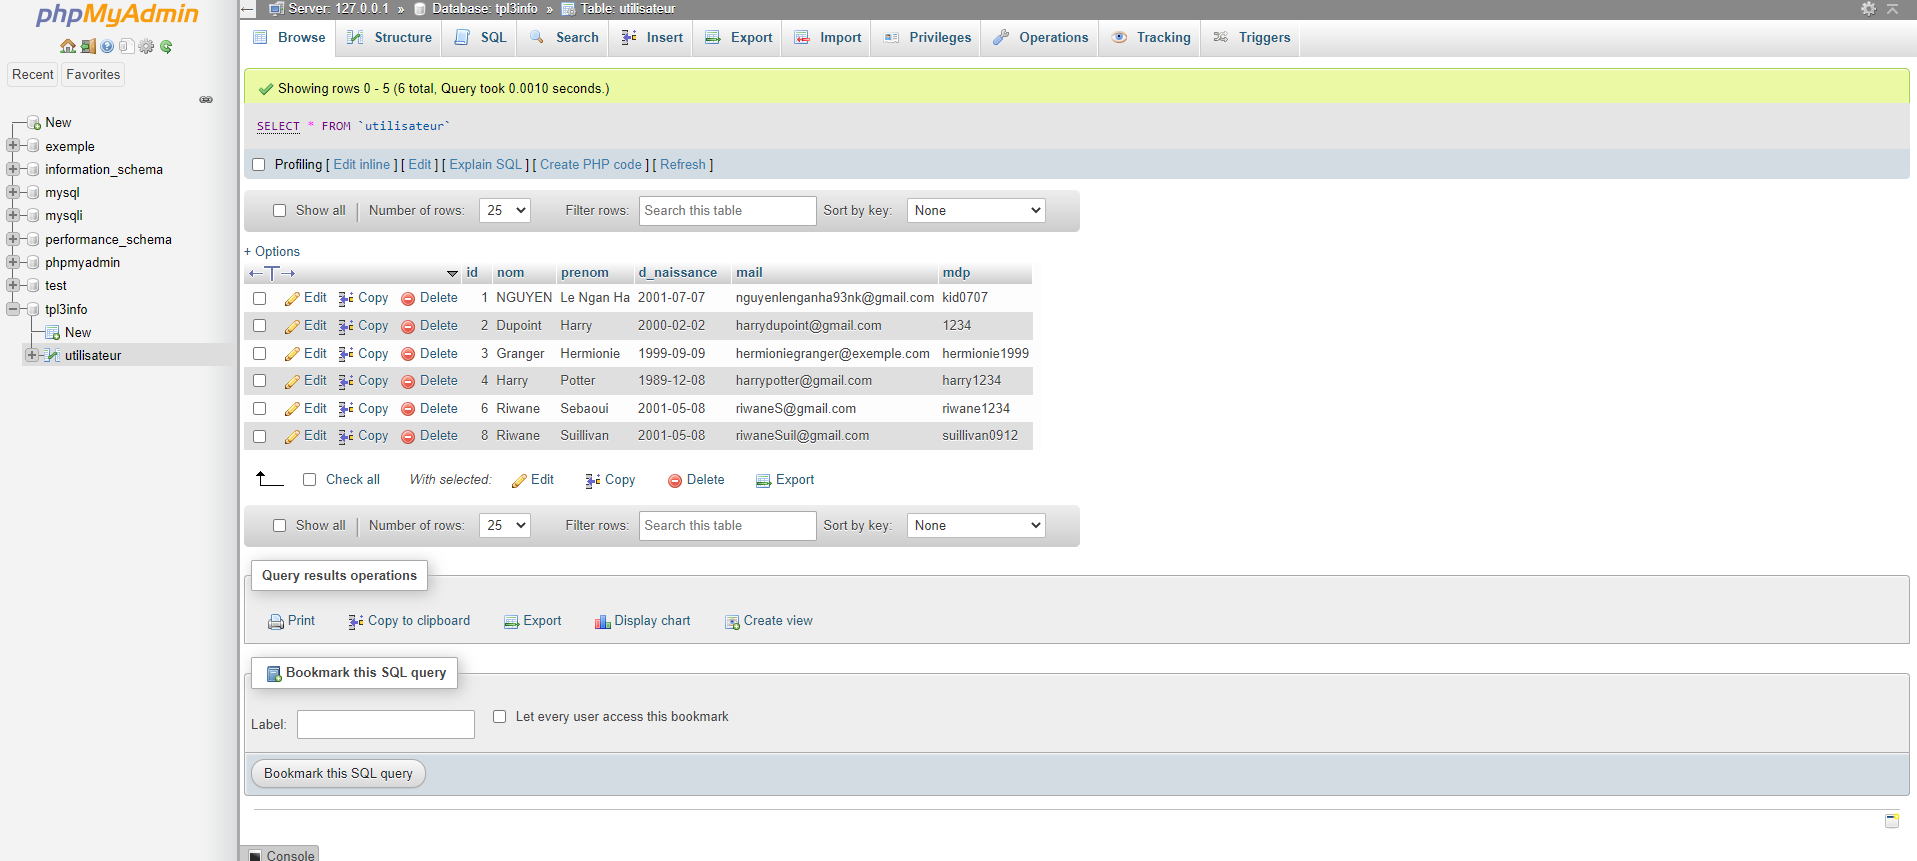 phpMyAdmin
Recent Favorites
New
exemple
information_schema
mysql
mysqli
performance_schema
phpmyadmin
test
tpl3info
New
utilisateur
Server: 127.0.0.1 » Database: tpl3info » Table: utilisateur
Browse Structure SQL Search Insert Export Import Privileges Operations Tracking Triggers
Showing rows 0 - 5 (6 total, Query took 0.0010 seconds.)
SELECT * FROM `utilisateur`
Profiling [ Edit inline ] [ Edit ] [ Explain SQL ] [ Create PHP code ] [ Refresh ]
Show all | Number of rows: 25 Filter rows: Search this table Sort by key: None
+ Options
←T→ id nom prenom d_naissance mail mdp
Edit Copy Delete 1 NGUYEN Le Ngan Ha 2001-07-07 nguyenlenganha93nk@gmail.com kid0707
Edit Copy Delete 2 Dupoint Harry 2000-02-02 harrydupoint@gmail.com 1234
Edit Copy Delete 3 Granger Hermionie 1999-09-09 hermioniegranger@exemple.com hermionie1999
Edit Copy Delete 4 Harry Potter 1989-12-08 harrypotter@gmail.com harry1234
Edit Copy Delete 6 Riwane Sebaoui 2001-05-08 riwaneS@gmail.com riwane1234
Edit Copy Delete 8 Riwane Suillivan 2001-05-08 riwaneSuil@gmail.com suillivan0912
Check all With selected: Edit Copy Delete Export
Show all | Number of rows: 25 Filter rows: Search this table Sort by key: None
Query results operations
Print Copy to clipboard Export Display chart Create view
Bookmark this SQL query
Label: Let every user access this bookmark
Bookmark this SQL query
Console